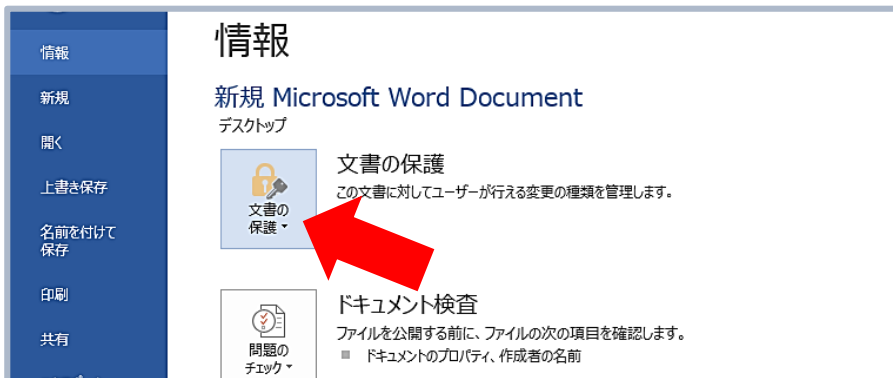 情報
新規
開く
上書き保存
名前を付けて
保存
印刷
共有
情報
新規 Microsoft Word Document
デスクトップ
文書の
保護
文書の保護
この文書に対してユーザーが行える変更の種類を管理します。
問題の
チェック
ドキュメント検査
ファイルを公開する前に、ファイルの次の項目を確認します。
ドキュメントのプロパティ、作成者の名前